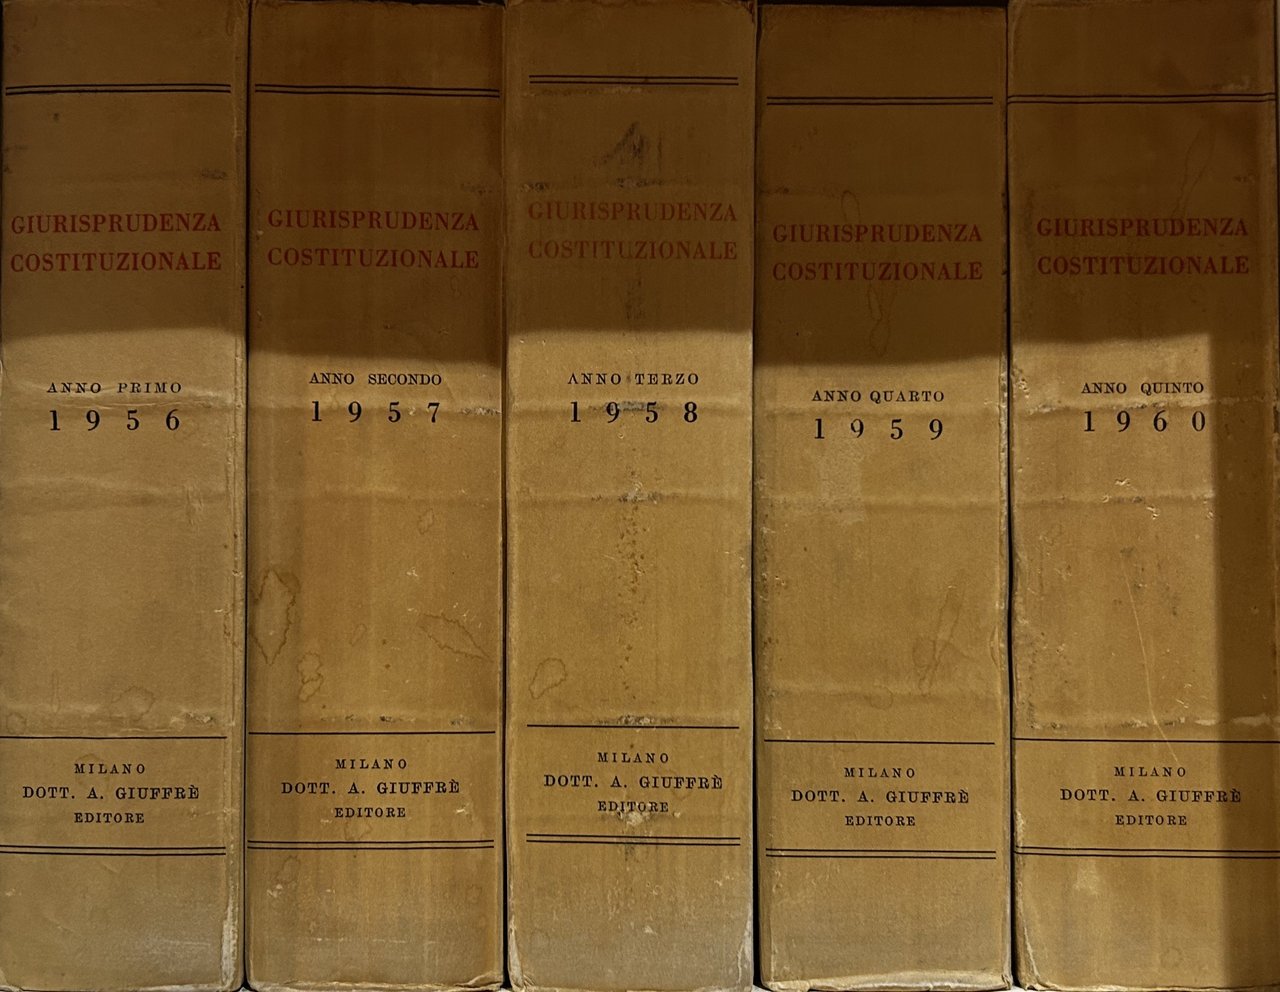 GIURISPRUDENZA
COSTITUZIONALE
ANNO PRIMO
1956
MILANO
DOTT. A. GIUFFRÈ
EDITORE
GIURISPRUDENZA
COSTITUZIONALE
ANNO SECONDO
1957
MILANO
DOTT. A. GIUFFRÈ
EDITORE
GIURISPRUDENZA
COSTITUZIONALE
ANNO TERZO
1958
MILANO
DOTT. A. GIUFFRÈ
EDITORE
GIURISPRUDENZA
COSTITUZIONALE
ANNO QUARTO
1959
MILANO
DOTT. A. GIUFFRÈ
EDITORE
GIURISPRUDENZA
COSTITUZIONALE
ANNO QUINTO
1960
MILANO
DOTT. A. GIUFFRÈ
EDITORE